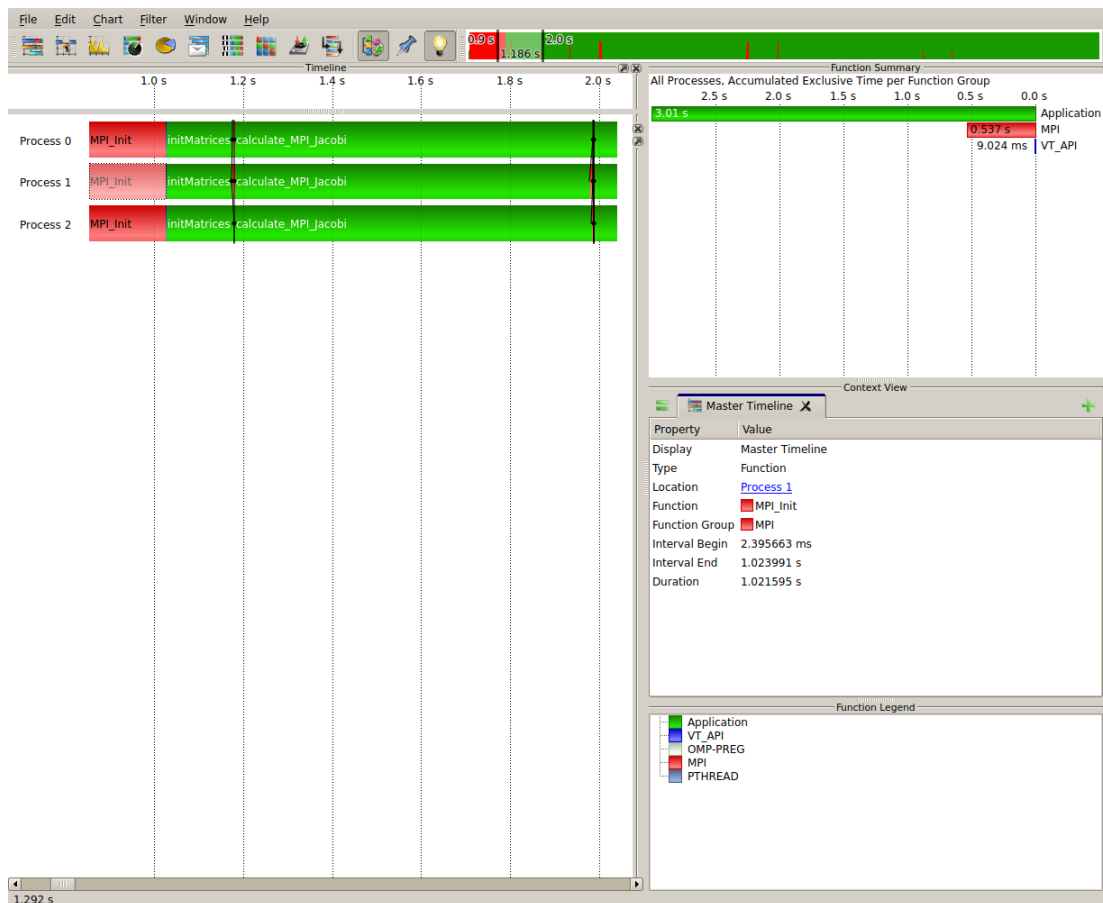 File Edit Chart Filter Window Help
0.9 s 1.186 s 2.0 s
Timeline
1.0 s 1.2 s 1.4 s 1.6 s 1.8 s 2.0 s
Process 0 MPI_Init initMatrices calculate_MPI_Jacobi
Process 1 MPI_Init initMatrices calculate_MPI_Jacobi
Process 2 MPI_Init initMatrices calculate_MPI_Jacobi
1.292 s
Function Summary
All Processes, Accumulated Exclusive Time per Function Group
2.5 s 2.0 s 1.5 s 1.0 s 0.5 s 0.0 s
3.01 s Application
0.537 s MPI
9.024 ms VT_API
Context View
Master Timeline
Property Value
Display Master Timeline
Type Function
Location Process 1
Function MPI_Init
Function Group MPI
Interval Begin 2.395663 ms
Interval End 1.023991 s
Duration 1.021595 s
Function Legend
Application
VT_API
OMP-PREG
MPI
PTHREAD